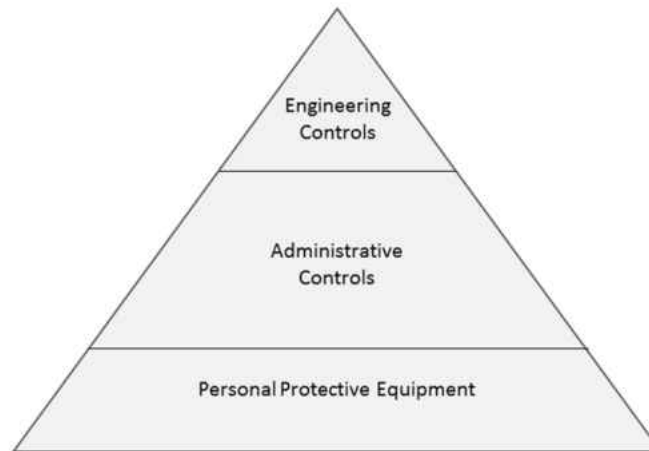 Engineering
Controls
Administrative
Controls
Personal Protective Equipment